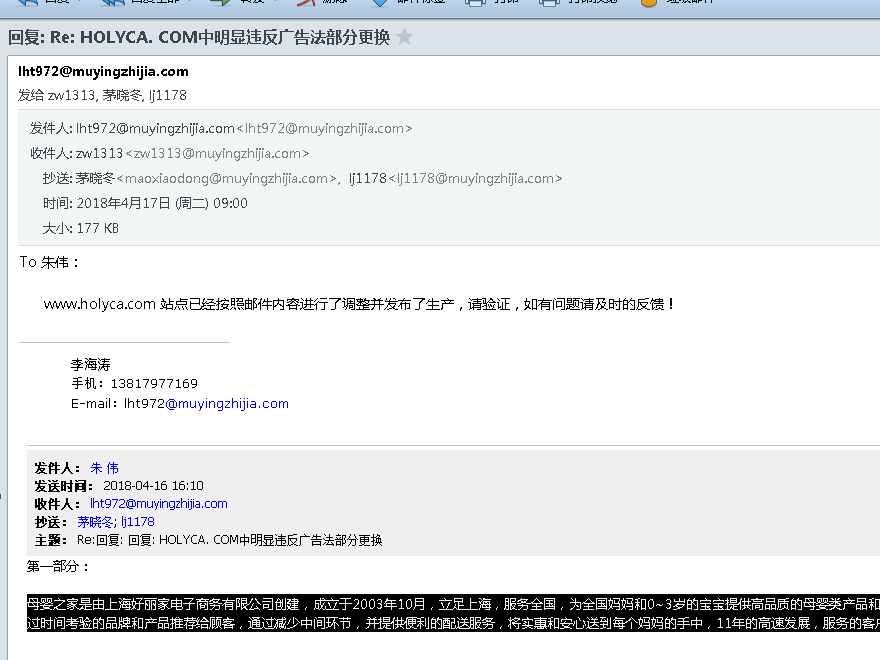 回复: Re: HOLYCA. COM中明显违反广告法部分更换
lht972@muyingzhijia.com
发给 zw1313, 茅晓冬, lj1178
发件人: lht972@muyingzhijia.com<lht972@muyingzhijia.com>
收件人: zw1313<zw1313@muyingzhijia.com>
抄送: 茅晓冬<maoxiaodong@muyingzhijia.com>, lj1178<lj1178@muyingzhijia.com>
时间: 2018年4月17日 (周二) 09:00
大小: 177 KB
To 朱伟：
www.holyca.com 站点已经按照邮件内容进行了调整并发布了生产，请验证，如有问题请及时的反馈！
李海涛
手机：13817977169
E-mail：lht972@muyingzhijia.com
发件人： 朱 伟
发送时间： 2018-04-16 16:10
收件人： lht972@muyingzhijia.com
抄送： 茅晓冬; lj1178
主题： Re:回复: 回复: HOLYCA. COM中明显违反广告法部分更换
第一部分：
母婴之家是由上海好丽家电子商务有限公司创建，成立于2003年10月，立足上海，服务全国，为全国妈妈和0~3岁的宝宝提供高品质的母婴类产品和
过时间考验的品牌和产品推荐给顾客，通过减少中间环节，并提供便利的配送服务，将实惠和安心送到每个妈妈的手中，11年的高速发展，服务的客户